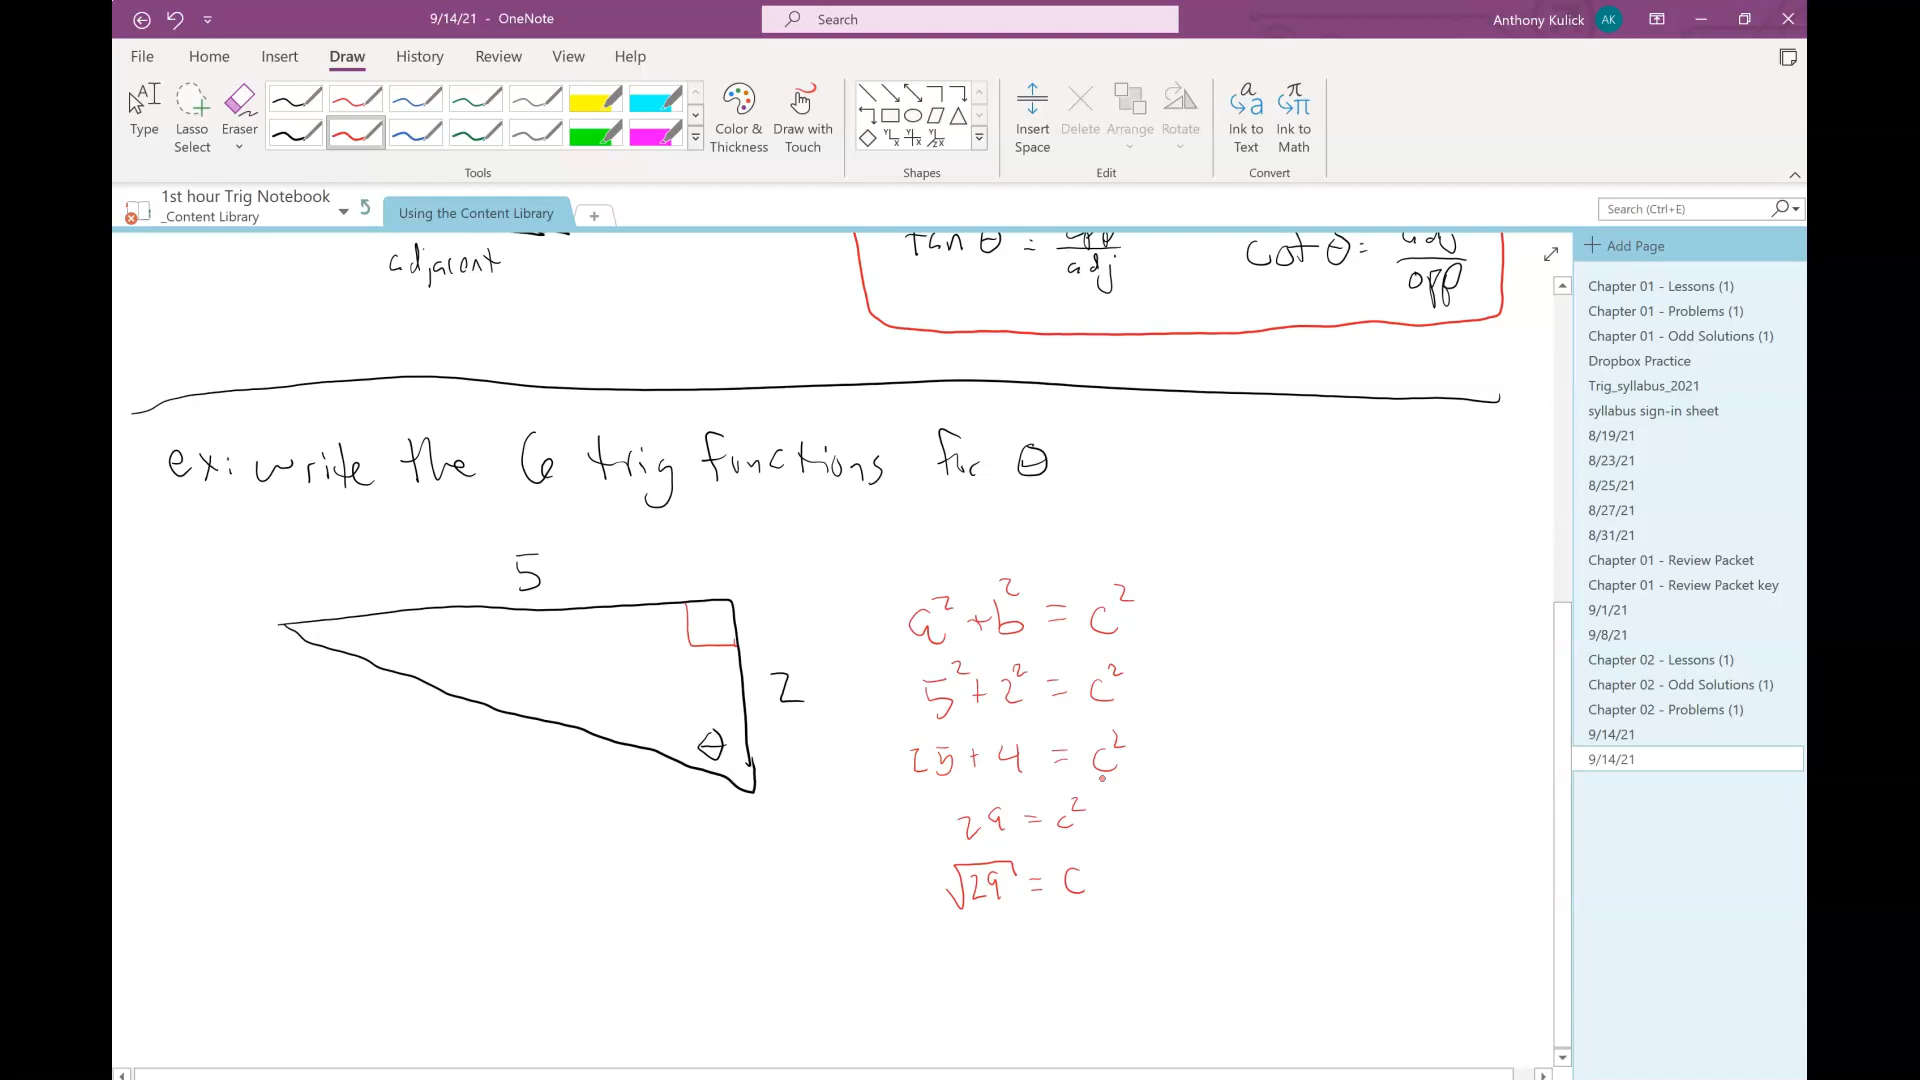 9/14/21 - OneNote
Search
Anthony Kulick AK
File Home Insert Draw History Review View Help
Type
Lasso Select
Eraser
Color & Thickness
Draw with Touch
Insert Space
Delete
Arrange
Rotate
Ink to Text
Ink to Math
Tools
Shapes
Edit
Convert
1st hour Trig Notebook
_Content Library
Using the Content Library
Search (Ctrl+E)
Add Page
Chapter 01 - Lessons (1)
Chapter 01 - Problems (1)
Chapter 01 - Odd Solutions (1)
Dropbox Practice
Trig_syllabus_2021
syllabus sign-in sheet
8/19/21
8/23/21
8/25/21
8/27/21
8/31/21
Chapter 01 - Review Packet
Chapter 01 - Review Packet key
9/1/21
9/8/21
Chapter 02 - Lessons (1)
Chapter 02 - Odd Solutions (1)
Chapter 02 - Problems (1)
9/14/21
9/14/21
adjacent
tan θ = opp/adj
cot θ = adj/opp
ex: write the 6 trig functions for θ
5
2
θ
a² + b² = c²
5² + 2² = c²
25 + 4 = c²
29 = c²
√29 = c